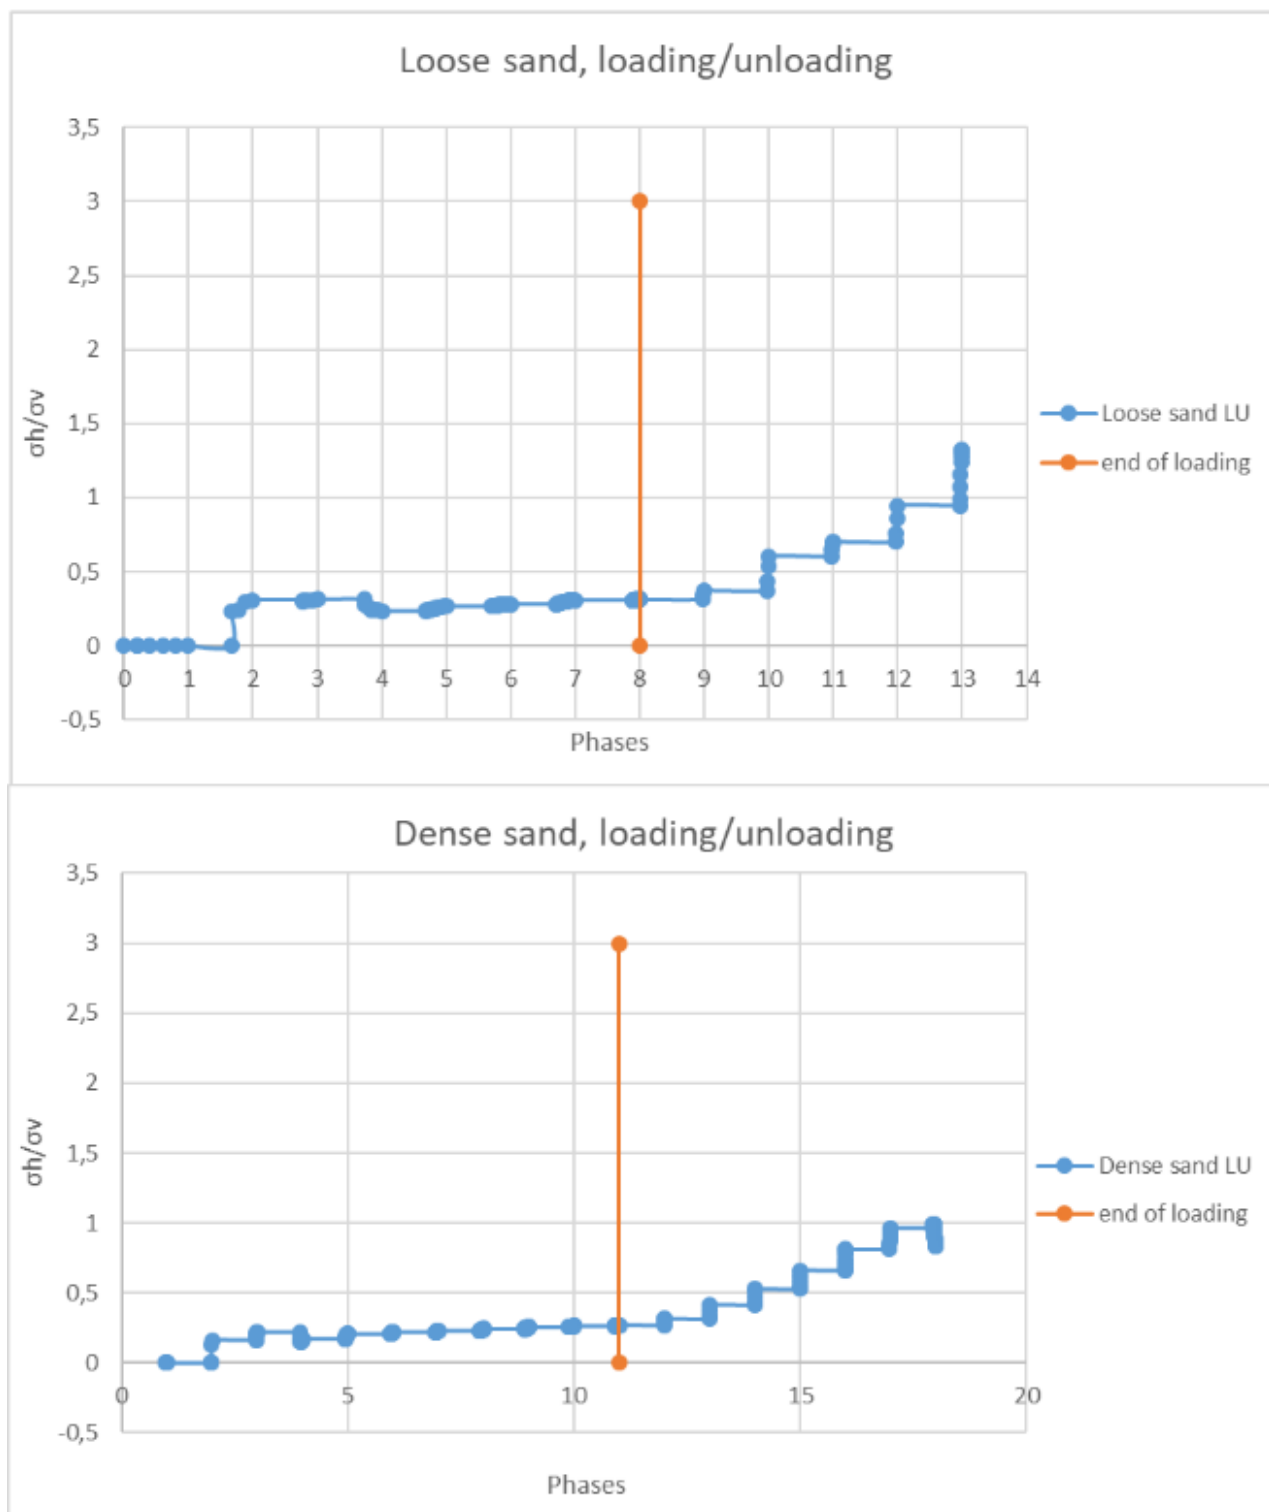 Loose sand, loading/unloading
3,5
3
2,5
2
1,5
1
0,5
0
-0,5
σh/σv
0 1 2 3 4 5 6 7 8 9 10 11 12 13 14
Phases
Loose sand LU
end of loading
Dense sand, loading/unloading
3,5
3
2,5
2
1,5
1
0,5
0
-0,5
σh/σv
0 5 10 15 20
Phases
Dense sand LU
end of loading